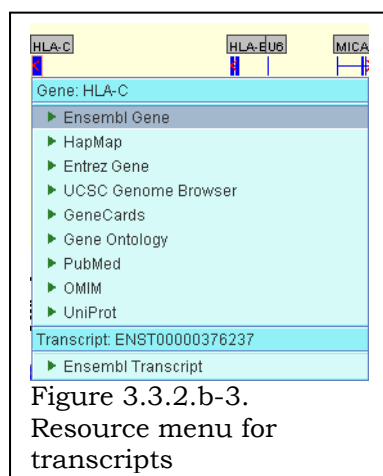 HLA-C HLA-E U6 MICA
Gene: HLA-C
Ensembl Gene
HapMap
Entrez Gene
UCSC Genome Browser
GeneCards
Gene Ontology
PubMed
OMIM
UniProt
Transcript: ENST00000376237
Ensembl Transcript
Figure 3.3.2.b-3.
Resource menu for
transcripts